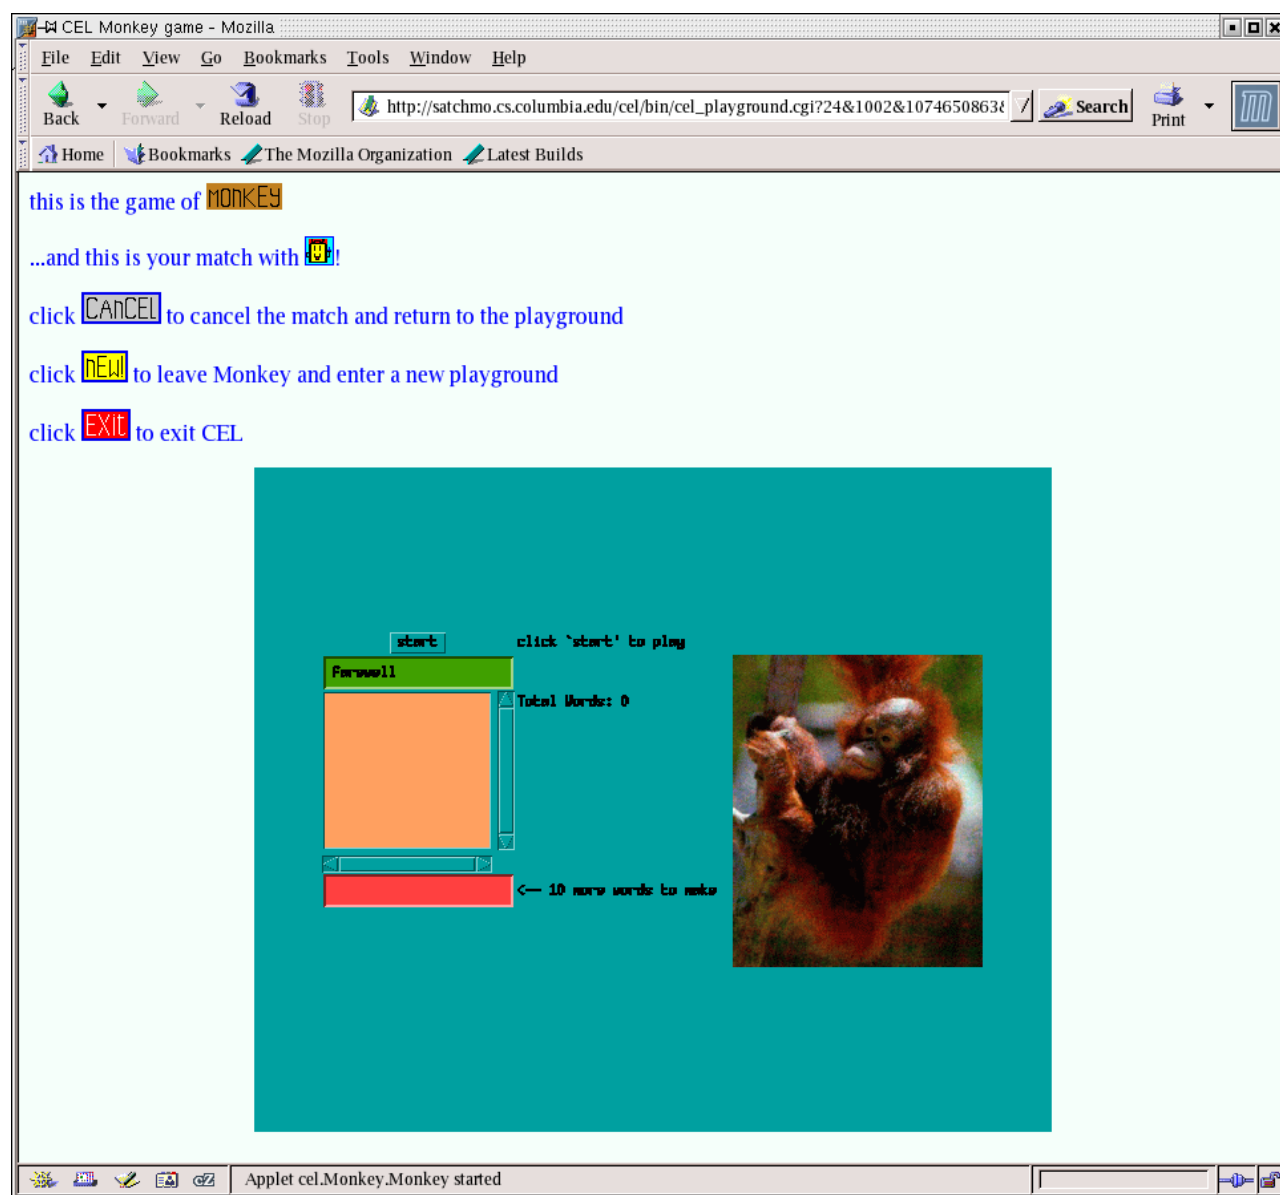 CEL Monkey game - Mozilla
File Edit View Go Bookmarks Tools Window Help
Back Forward Reload Stop http://satchmo.cs.columbia.edu/cel/bin/cel_playground.cgi?24&1002&1074650863& Search Print
Home Bookmarks The Mozilla Organization Latest Builds
this is the game of MONKEY
...and this is your match with !
click CANCEL to cancel the match and return to the playground
click NEW! to leave Monkey and enter a new playground
click EXit to exit CEL
start click `start' to play
farewell
Total Words: 0
<-- 10 more words to make
Applet cel.Monkey.Monkey started